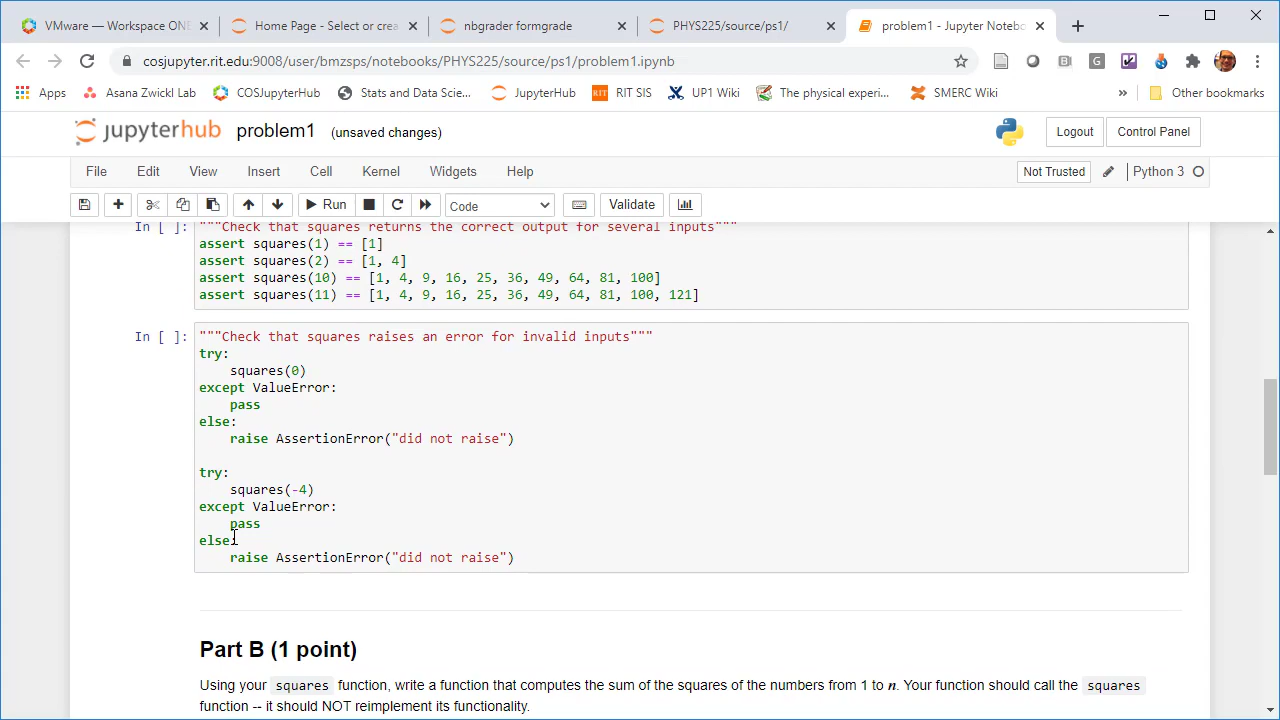 VMware — Workspace ONE
Home Page - Select or crea
nbgrader formgrade
PHYS225/source/ps1/
problem1 - Jupyter Notebo
cosjupyter.rit.edu:9008/user/bmzsps/notebooks/PHYS225/source/ps1/problem1.ipynb
Apps
Asana Zwickl Lab
COSJupyterHub
Stats and Data Scie...
JupyterHub
RIT SIS
UP1 Wiki
The physical experi...
SMERC Wiki
»
Other bookmarks
jupyterhub
problem1
(unsaved changes)
Logout
Control Panel
File
Edit
View
Insert
Cell
Kernel
Widgets
Help
Not Trusted
Python 3
Run
Code
Validate
In [ ]:
"""Check that squares returns the correct output for several inputs"""
assert squares(1) == [1]
assert squares(2) == [1, 4]
assert squares(10) == [1, 4, 9, 16, 25, 36, 49, 64, 81, 100]
assert squares(11) == [1, 4, 9, 16, 25, 36, 49, 64, 81, 100, 121]
In [ ]:
"""Check that squares raises an error for invalid inputs"""
try:
    squares(0)
except ValueError:
    pass
else:
    raise AssertionError("did not raise")
try:
    squares(-4)
except ValueError:
    pass
else:
    raise AssertionError("did not raise")
Part B (1 point)
Using your squares function, write a function that computes the sum of the squares of the numbers from 1 to n. Your function should call the squares
function -- it should NOT reimplement its functionality.